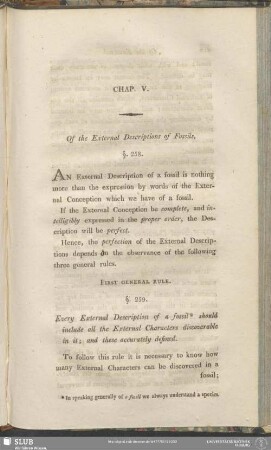 CHAP. V.
Of the External Descriptions of Fossils,
§. 258.
AN External Description of a fossil is nothing
more than the expression by words of the Exter-
nal Conception which we have of a fossil.
If the External Conception be complete, and in-
telligibly expressed in the proper order, the Des-
cription will be perfect.
Hence, the perfection of the External Descrip-
tions depends on the observance of the following
three general rules.
FIRST GENERAL RULE.
§. 259.
Every External Description of a fossil* should
include all the External Characters discoverable
in it; and these accurately defined.
To follow this rule it is necessary to know how
many External Characters can be discovered in a
fossil;
* In speaking generally of a fossil we always understand a species
SLUB